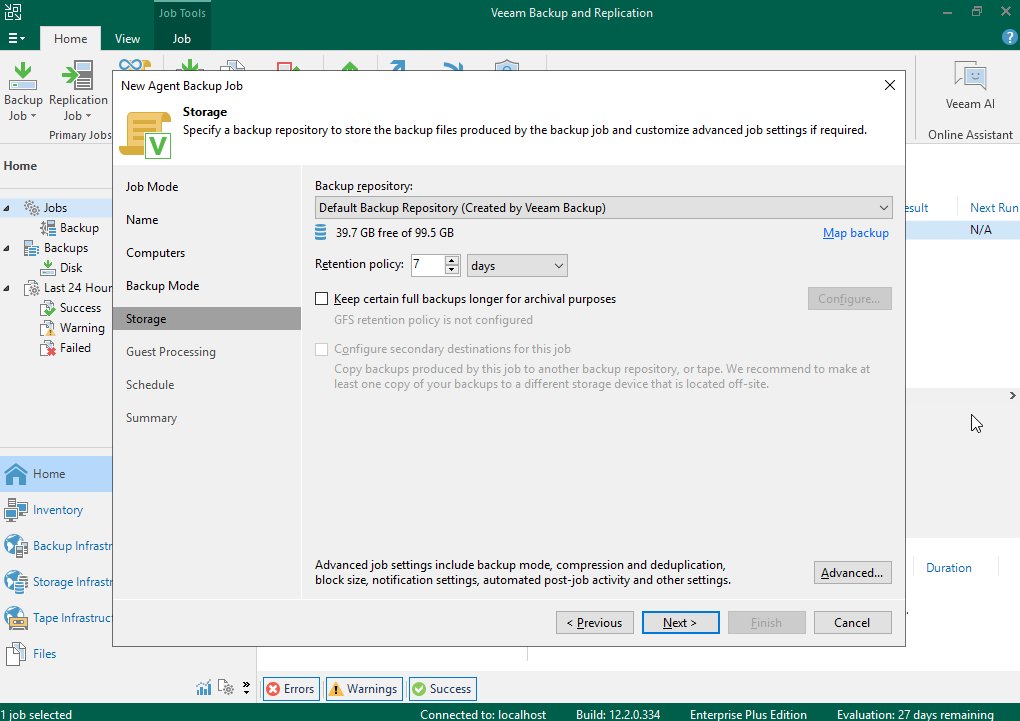 Job Tools
Veeam Backup and Replication
Home
View
Job
?
Backup
Job
Replication
Job
Primary Jobs
Veeam AI
Online Assistant
New Agent Backup Job
Storage
Specify a backup repository to store the backup files produced by the backup job and customize advanced job settings if required.
V
Home
Jobs
Backup
Backups
Disk
Last 24 Hour
Success
Warning
Failed
Home
Inventory
Backup Infrastr
Storage Infrastr
Tape Infrastruct
Files
Job Mode
Name
Computers
Backup Mode
Storage
Guest Processing
Schedule
Summary
Backup repository:
Default Backup Repository (Created by Veeam Backup)
39.7 GB free of 99.5 GB
Map backup
Retention policy:
7
days
Keep certain full backups longer for archival purposes
Configure...
GFS retention policy is not configured
Configure secondary destinations for this job
Copy backups produced by this job to another backup repository, or tape. We recommend to make at
least one copy of your backups to a different storage device that is located off-site.
Advanced job settings include backup mode, compression and deduplication,
block size, notification settings, automated post-job activity and other settings.
Advanced...
< Previous
Next >
Finish
Cancel
esult
Next Run
N/A
Duration
Errors
Warnings
Success
1 job selected
Connected to: localhost
Build: 12.2.0.334
Enterprise Plus Edition
Evaluation: 27 days remaining